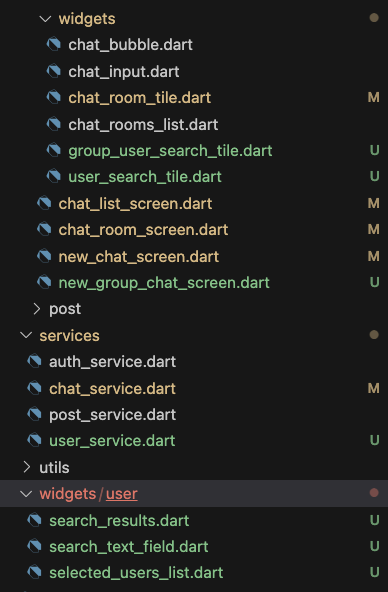 widgets
chat_bubble.dart
chat_input.dart
chat_room_tile.dart M
chat_rooms_list.dart
group_user_search_tile.dart U
user_search_tile.dart U
chat_list_screen.dart M
chat_room_screen.dart M
new_chat_screen.dart M
new_group_chat_screen.dart U
post
services
auth_service.dart
chat_service.dart M
post_service.dart
user_service.dart U
utils
widgets/user
search_results.dart U
search_text_field.dart U
selected_users_list.dart U